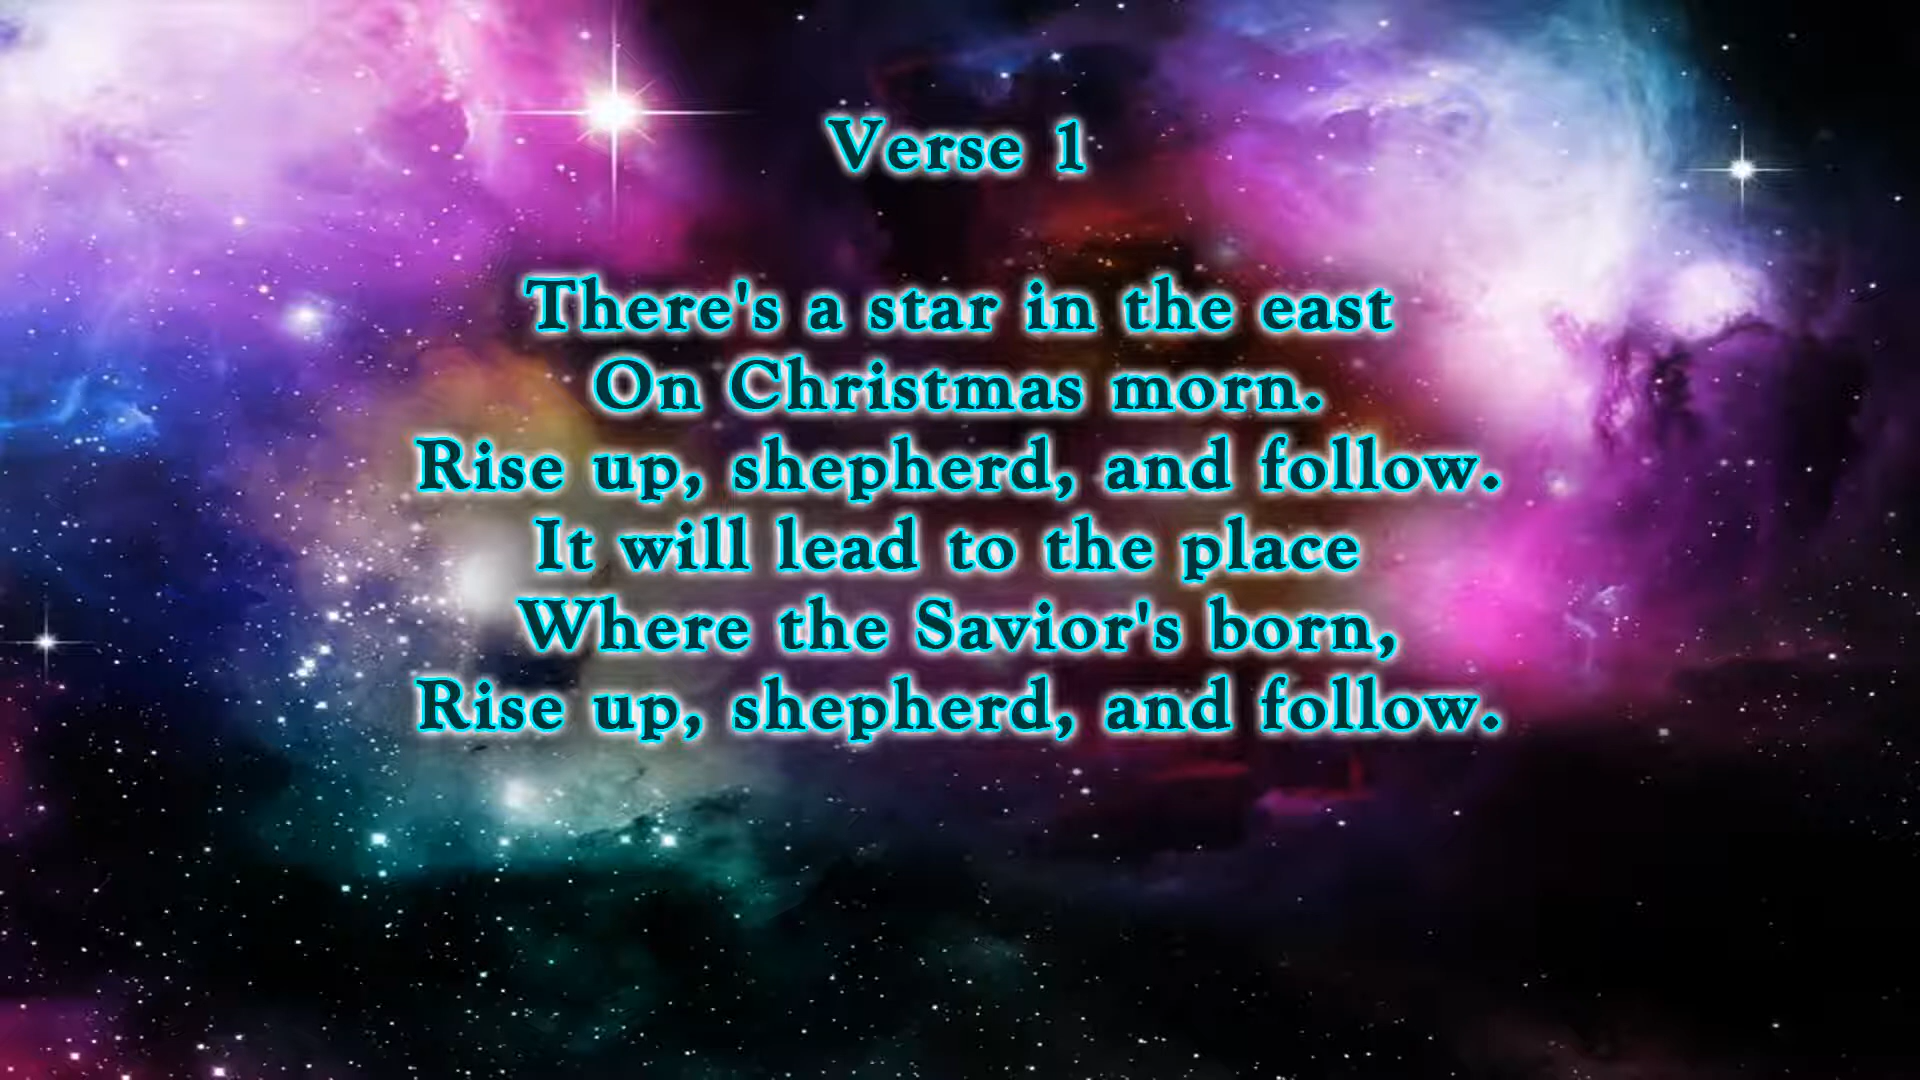 Verse 1
There's a star in the east
On Christmas morn.
Rise up, shepherd, and follow.
It will lead to the place
Where the Savior's born,
Rise up, shepherd, and follow.